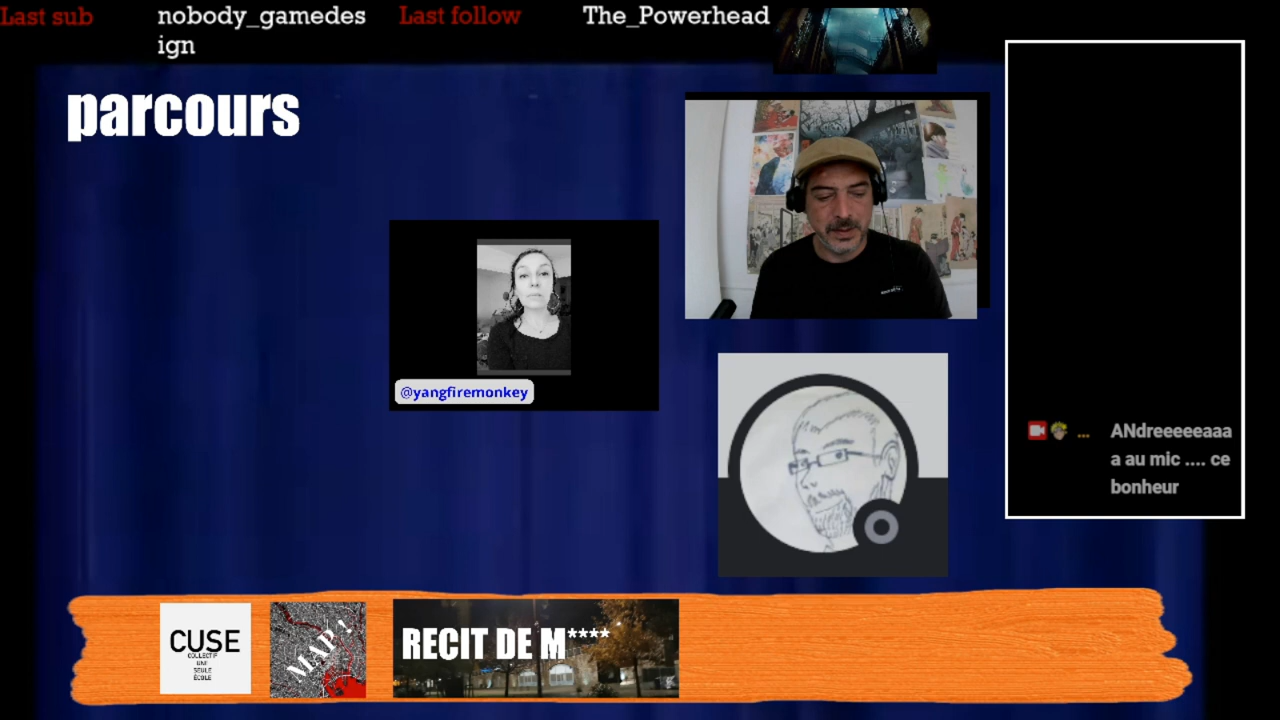 Last sub
nobody_gamedes
ign
Last follow
The_Powerhead
parcours
@yangfiremonkey
ANdreeeeeaaa
a au mic .... ce
bonheur
CUSE
COLLECTIF
UNE
SEULE
ÉCOLE
MAP !
RECIT DE M****